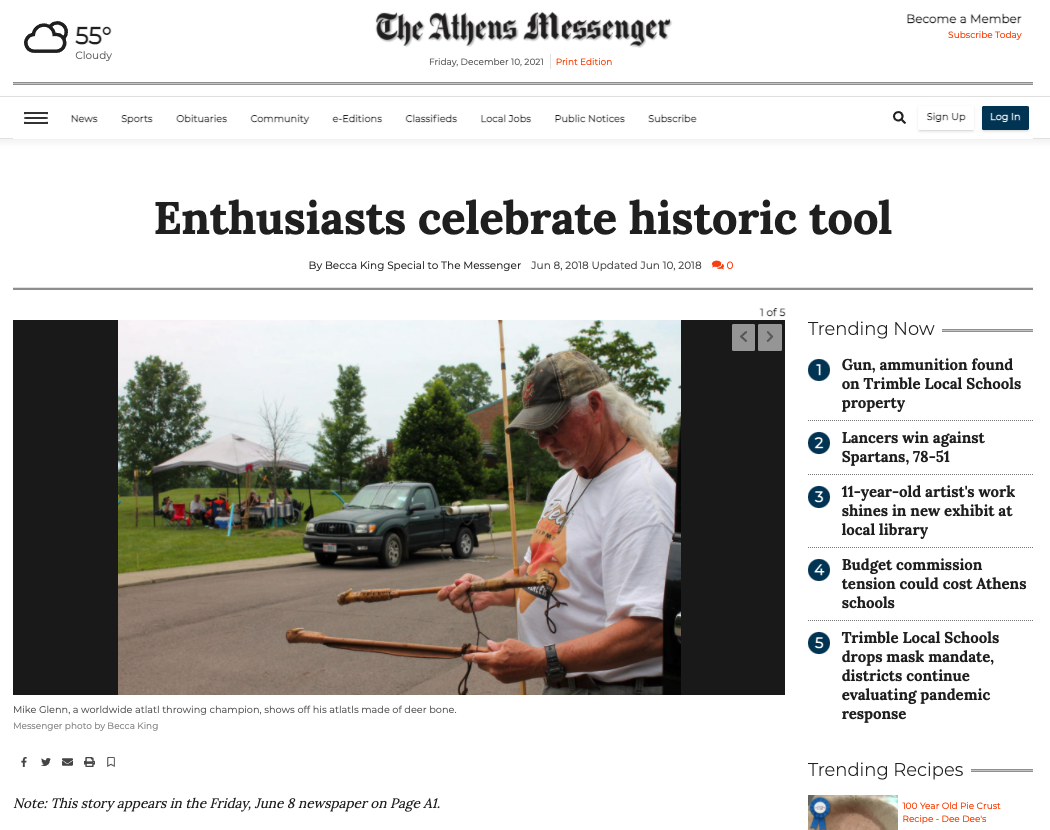 55°
Cloudy
The Athens Messenger
Friday, December 10, 2021 Print Edition
Become a Member
Subscribe Today
News Sports Obituaries Community e-Editions Classifieds Local Jobs Public Notices Subscribe
Sign Up Log In
Enthusiasts celebrate historic tool
By Becca King Special to The Messenger Jun 8, 2018 Updated Jun 10, 2018 0
1 of 5
Mike Glenn, a worldwide atlatl throwing champion, shows off his atlatls made of deer bone.
Messenger photo by Becca King
Note: This story appears in the Friday, June 8 newspaper on Page A1.
Trending Now
1 Gun, ammunition found
on Trimble Local Schools
property
2 Lancers win against
Spartans, 78-51
3 11-year-old artist's work
shines in new exhibit at
local library
4 Budget commission
tension could cost Athens
schools
5 Trimble Local Schools
drops mask mandate,
districts continue
evaluating pandemic
response
Trending Recipes
100 Year Old Pie Crust
Recipe - Dee Dee's